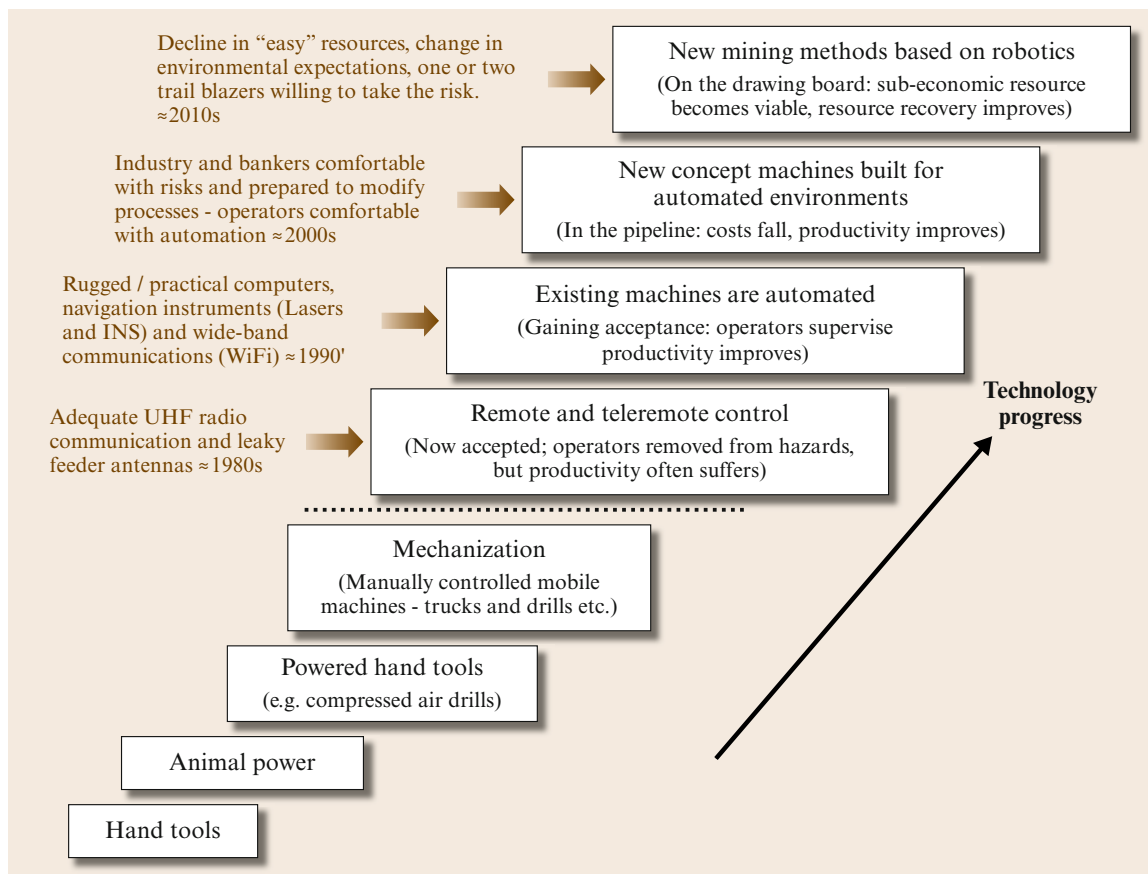 Decline in “easy” resources, change in
environmental expectations, one or two
trail blazers willing to take the risk.
≈2010s
New mining methods based on robotics
(On the drawing board: sub-economic resource
becomes viable, resource recovery improves)
Industry and bankers comfortable
with risks and prepared to modify
processes - operators comfortable
with automation ≈2000s
New concept machines built for
automated environments
(In the pipeline: costs fall, productivity improves)
Rugged / practical computers,
navigation instruments (Lasers
and INS) and wide-band
communications (WiFi) ≈1990'
Existing machines are automated
(Gaining acceptance: operators supervise
productivity improves)
Technology
progress
Adequate UHF radio
communication and leaky
feeder antennas ≈1980s
Remote and teleremote control
(Now accepted; operators removed from hazards,
but productivity often suffers)
Mechanization
(Manually controlled mobile
machines - trucks and drills etc.)
Powered hand tools
(e.g. compressed air drills)
Animal power
Hand tools